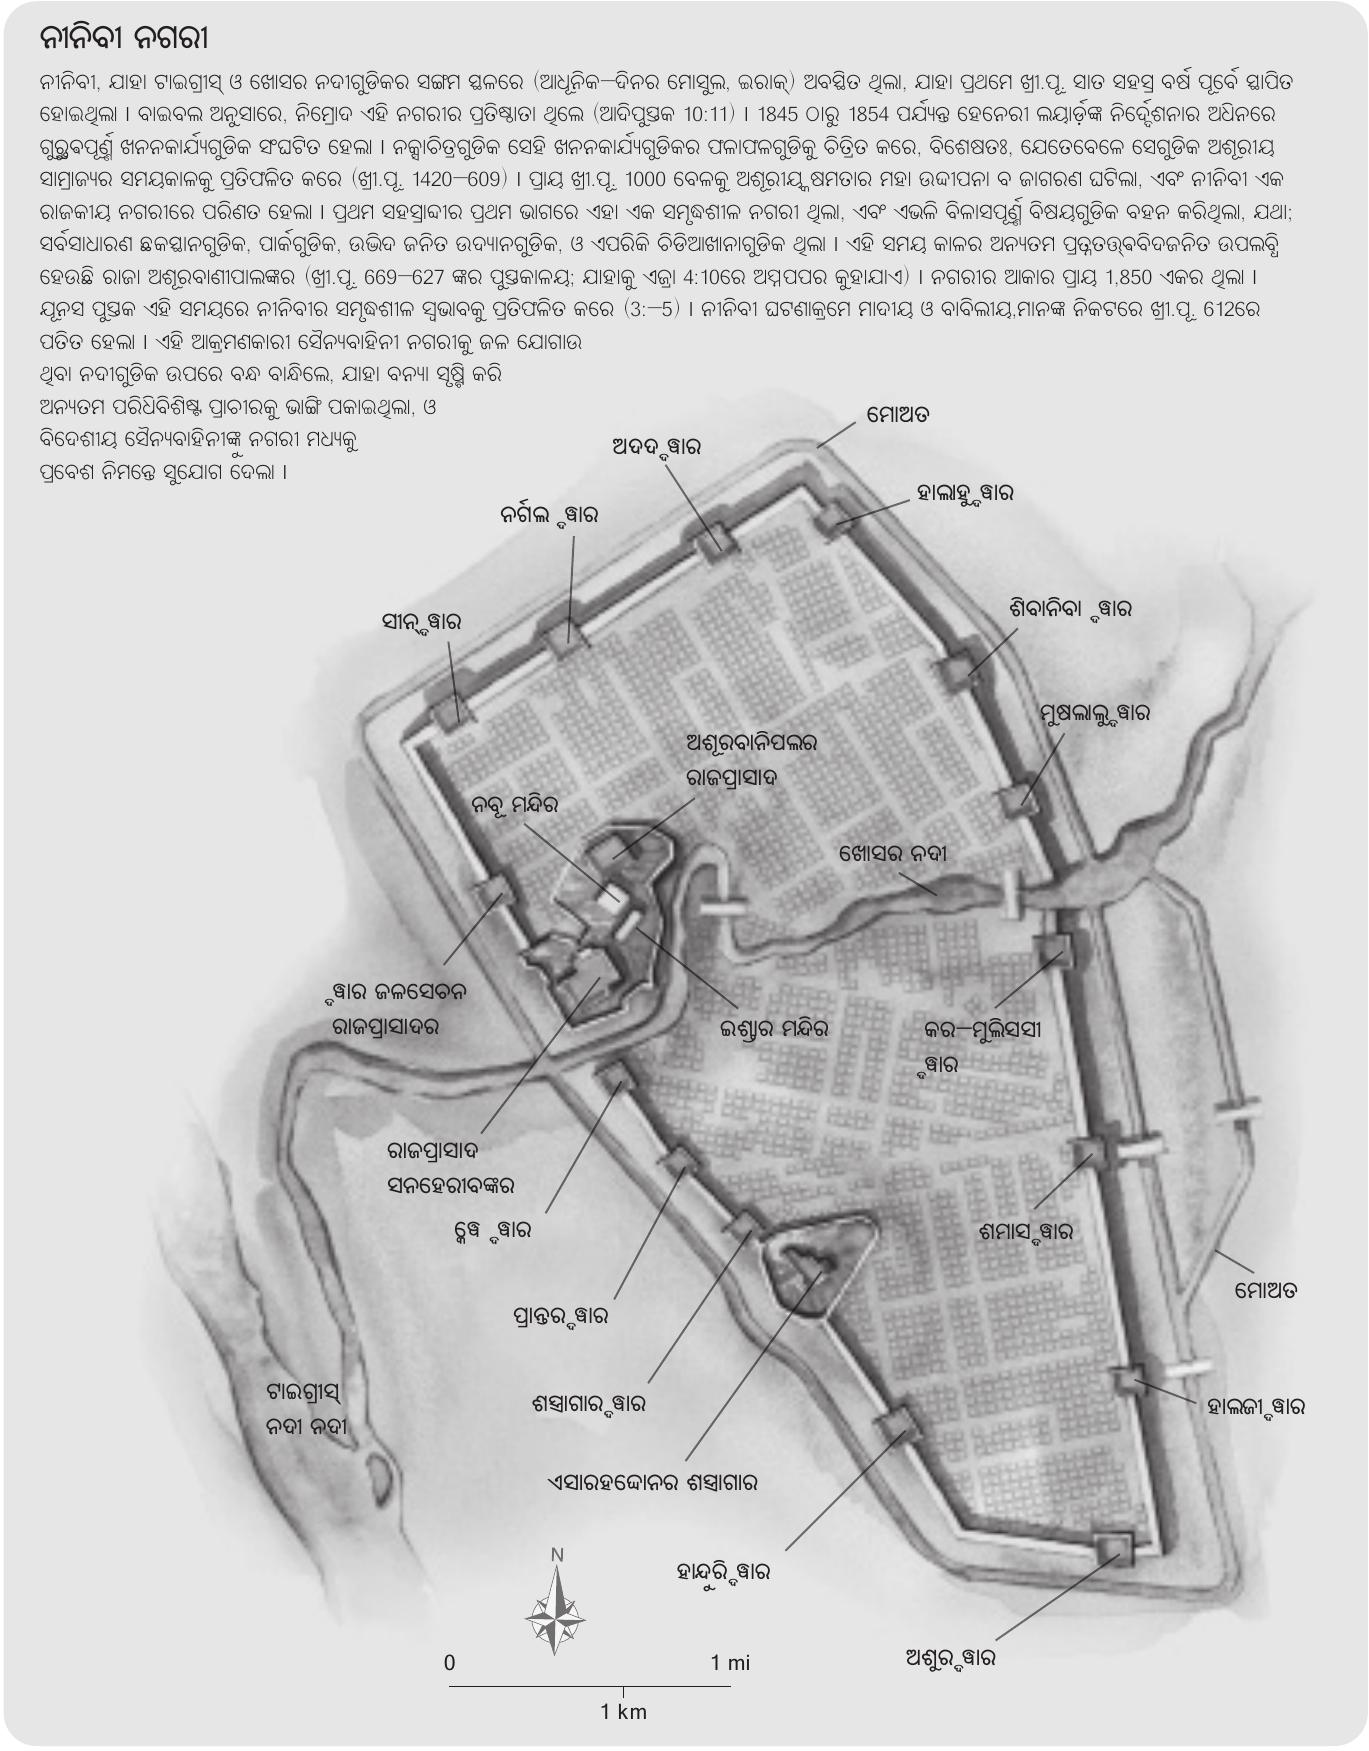 ନୀନିବୀ ନଗରୀ
ନୀନିବୀ, ଯାହା ଟାଇଗ୍ରୀସ୍ ଓ ଖୋସର ନଦୀଗୁଡିକର ସଙ୍ଗମ ସ୍ଥଳରେ (ଆଧୂନିକ–ଦିନର ମୋସୁଲ, ଇରାକ୍) ଅବସ୍ଥିତ ଥିଲା, ଯାହା ପ୍ରଥମେ ଖ୍ରୀ.ପୂ. ସାତ ସହସ୍ର ବର୍ଷ ପୂର୍ବେ ସ୍ଥାପିତ
ହୋଇଥିଲା । ବାଇବଲ ଅନୁସାରେ, ନିମ୍ରୋଦ ଏହି ନଗରୀର ପ୍ରତିଷ୍ଠାତା ଥିଲେ (ଆଦିପୁସ୍ତକ 10:11) । 1845 ଠାରୁ 1854 ପର୍ଯ୍ୟନ୍ତ ହେନେରୀ ଲୟାର୍ଡ଼ଙ୍କ ନିର୍ଦ୍ଦେଶନାର ଅଧିନରେ
ଗୁରୁତ୍ତ୍ୱପୂର୍ଣ୍ଣ ଖନନକାର୍ଯ୍ୟଗୁଡିକ ସଂଘଟିତ ହେଲା । ନକ୍ସାଚିତ୍ରଗୁଡିକ ସେହି ଖନନକାର୍ଯ୍ୟଗୁଡିକର ଫଳାଫଳଗୁଡିକୁ ଚିତ୍ରିତ କରେ, ବିଶେଷତଃ, ଯେତେବେଳେ ସେଗୁଡିକ ଅଶୂରୀୟ
ସାମ୍ରାଜ୍ୟର ସମୟକାଳକୁ ପ୍ରତିଫଳିତ କରେ (ଖ୍ରୀ.ପୂ. 1420–609) । ପ୍ରାୟ ଖ୍ରୀ.ପୂ. 1000 ବେଳକୁ ଅଶୂରୀୟ୍କ୍ଷମତାର ମହା ଉଦ୍ଦୀପନା ବ ଜାଗରଣ ଘଟିଲା, ଏବଂ ନୀନିବୀ ଏକ
ରାଜକୀୟ ନଗରୀରେ ପରିଣତ ହେଲା । ପ୍ରଥମ ସହସ୍ରାବ୍ଦୀର ପ୍ରଥମ ଭାଗରେ ଏହା ଏକ ସମୃଦ୍ଧଶୀଳ ନଗରୀ ଥିଲା, ଏବଂ ଏଭଳି ବିଳାସପୂର୍ଣ୍ଣ ବିଷୟଗୁଡିକ ବହନ କରିଥିଲା, ଯଥା;
ସର୍ବସାଧାରଣ ଛକସ୍ଥାନଗୁଡିକ, ପାର୍କଗୁଡିକ, ଉଦ୍ଭିଦ ଜନିତ ଉଦ୍ୟାନଗୁଡିକ, ଓ ଏପରିକି ଚିଡିଆଖାନାଗୁଡିକ ଥିଲା । ଏହି ସମୟ କାଳର ଅନ୍ୟତମ ପ୍ରତ୍ନତତ୍ତ୍ୱବିଦଜନିତ ଉପଲବ୍ଧି
ହେଉଛି ରାଜା ଅଶୂରବାଣୀପାଲଙ୍କର (ଖ୍ରୀ.ପୂ. 669–627 ଙ୍କର ପୁସ୍ତକାଳୟ; ଯାହାକୁ ଏଜ୍ରା 4:10ରେ ଅସ୍ନପପର କୁହାଯାଏ) । ନଗରୀର ଆକାର ପ୍ରାୟ 1,850 ଏକର ଥିଲା ।
ଯୂନସ ପୁସ୍ତକ ଏହି ସମୟରେ ନୀନିବୀର ସମୃଦ୍ଧଶୀଳ ସ୍ୱଭାବକୁ ପ୍ରତିଫଳିତ କରେ (3:–5) । ନୀନିବୀ ଘଟଣାକ୍ରମେ ମାଦୀୟ ଓ ବାବିଲୀୟ,ମାନଙ୍କ ନିକଟରେ ଖ୍ରୀ.ପୂ. 612ରେ
ପତିତ ହେଲା । ଏହି ଆକ୍ରମଣକାରୀ ସୈନ୍ୟବାହିନୀ ନଗରୀକୁ ଜଳ ଯୋଗାଉ
ଥିବା ନଦୀଗୁଡିକ ଉପରେ ବନ୍ଧ ବାନ୍ଧିଲେ, ଯାହା ବନ୍ୟା ସୃଷ୍ଟି କରି
ଅନ୍ୟତମ ପରିଧିବିଶିଷ୍ଟ ପ୍ରାଚୀରକୁ ଭାଙ୍ଗି ପକାଇଥିଲା, ଓ
ବିଦେଶୀୟ ସୈନ୍ୟବାହିନୀଙ୍କୁ ନଗରୀ ମଧ୍ୟକୁ
ପ୍ରବେଶ ନିମନ୍ତେ ସୁଯୋଗ ଦେଲା ।
ମୋଅତ
ଅଦଦ ଦ୍ୱାର
ହାଲାହୁ ଦ୍ୱାର
ନର୍ଗଲ ଦ୍ୱାର
ଶିବାନିବା ଦ୍ୱାର
ସୀନ୍ ଦ୍ୱାର
ମୁଷଲାଲୁ ଦ୍ୱାର
ଅଶୂରବାନିପଲର
ରାଜପ୍ରାସାଦ
ନବୂ ମନ୍ଦିର
ଖୋସର ନଦୀ
ଦ୍ୱାର ଜଳସେଚନ
ରାଜପ୍ରାସାଦର
ଇଶ୍ତାର ମନ୍ଦିର
କର–ମୁଲିସସୀ
ଦ୍ୱାର
ରାଜପ୍ରାସାଦ
ସନହେରୀବଙ୍କର
କ୍ୱେ ଦ୍ୱାର
ଶମାସ ଦ୍ୱାର
ମୋଅତ
ପ୍ରାନ୍ତର ଦ୍ୱାର
ଟାଇଗ୍ରୀସ୍
ନଦୀ ନଦୀ
ଶସ୍ତ୍ରାଗାର ଦ୍ୱାର
ହାଲଜୀ ଦ୍ୱାର
ଏସାରହଦ୍ଦୋନର ଶସ୍ତ୍ରାଗାର
N
ହାନ୍ଦୁରି ଦ୍ୱାର
ଅଶୁର ଦ୍ୱାର
0 1 mi
1 km